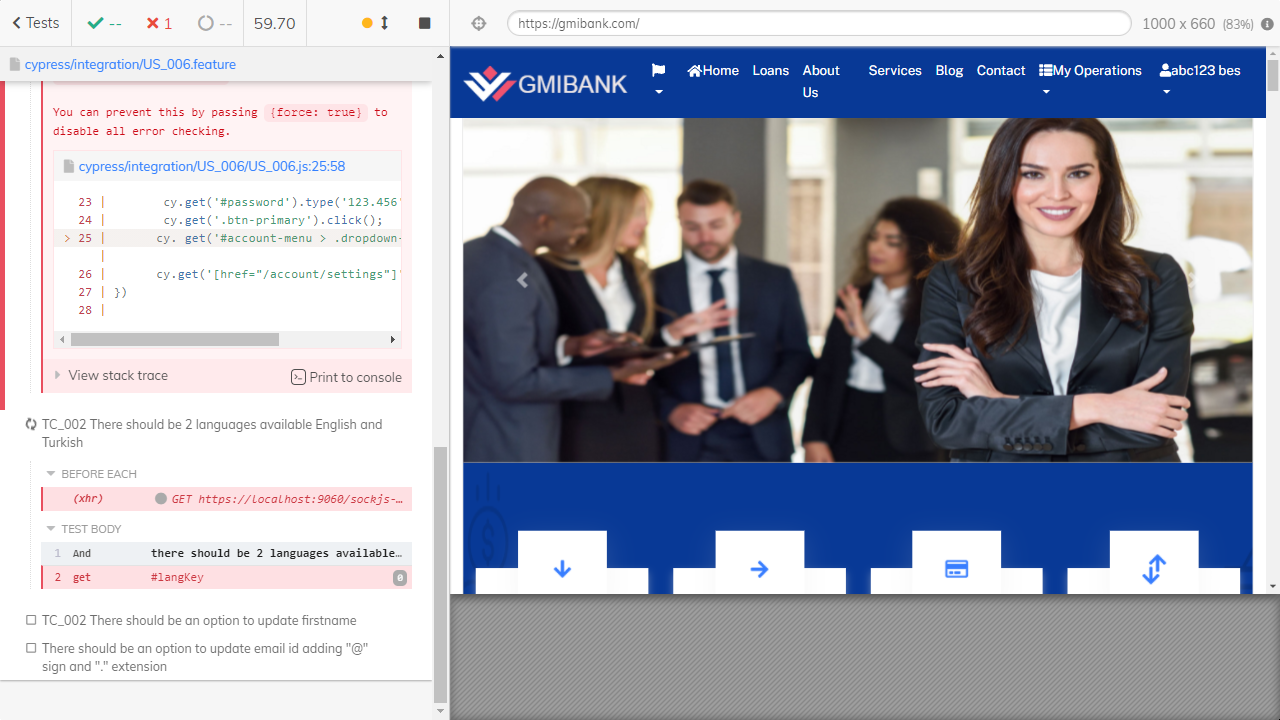 Tests
--
1
--
59.70
https://gmibank.com/
1000 x 660 (83%)
cypress/integration/US_006.feature
You can prevent this by passing {force: true} to
disable all error checking.
cypress/integration/US_006/US_006.js:25:58
23 | cy.get('#password').type('123.456'
24 | cy.get('.btn-primary').click();
> 25 | cy. get('#account-menu > .dropdown-
|
26 | cy.get('[href="/account/settings"]'
27 | })
28 |
View stack trace
Print to console
TC_002 There should be 2 languages available English and
Turkish
BEFORE EACH
(xhr) GET https://localhost:9060/sockjs-…
TEST BODY
1 And there should be 2 languages available…
2 get #langKey 0
TC_002 There should be an option to update firstname
There should be an option to update email id adding "@"
sign and "." extension
GMIBANK
Home Loans About Services Blog Contact My Operations abc123 bes
Us